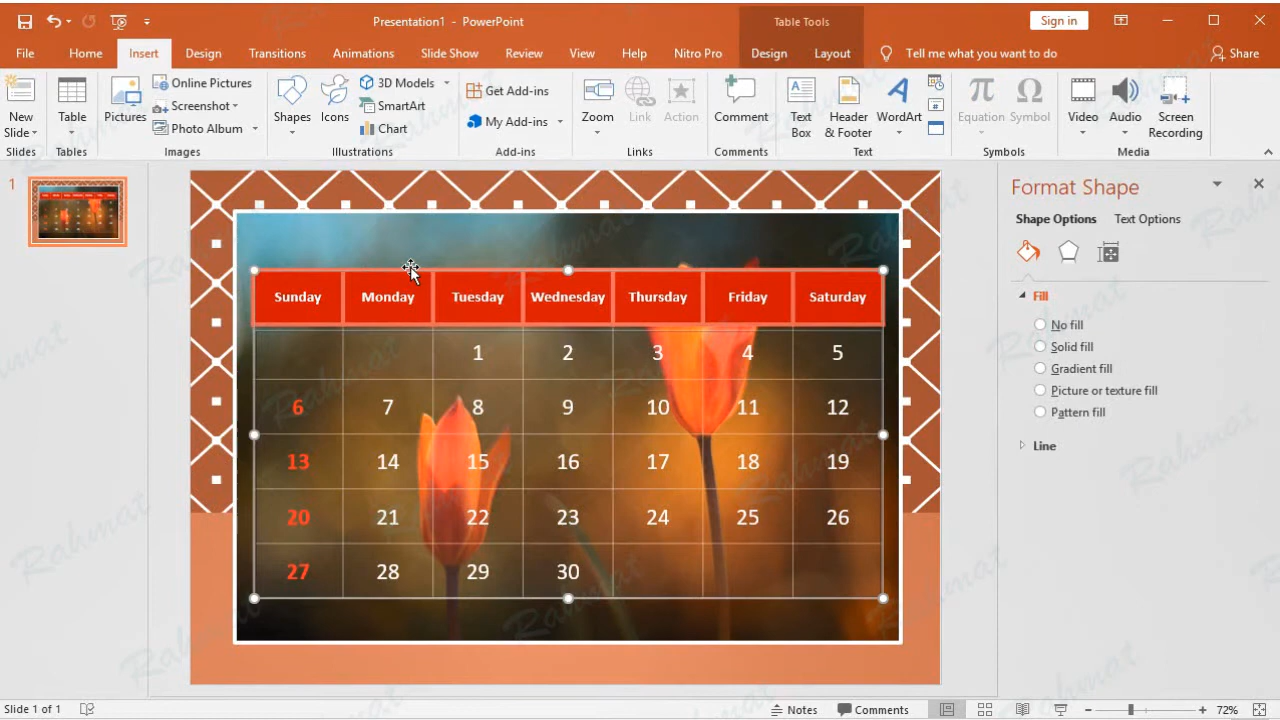 Presentation1 - PowerPoint
Table Tools
Sign in
File Home Insert Design Transitions Animations Slide Show Review View Help Nitro Pro Design Layout Tell me what you want to do Share
New Slide
Slides
Table
Tables
Pictures
Online Pictures
Screenshot
Photo Album
Images
Shapes
Icons
3D Models
SmartArt
Chart
Illustrations
Get Add-ins
My Add-ins
Add-ins
Zoom
Link
Action
Links
Comment
Comments
Text Box
Header & Footer
WordArt
Text
Equation
Symbol
Symbols
Video
Audio
Screen Recording
Media
1
Sunday Monday Tuesday Wednesday Thursday Friday Saturday
1 2 3 4 5
6 7 8 9 10 11 12
13 14 15 16 17 18 19
20 21 22 23 24 25 26
27 28 29 30
Format Shape
Shape Options Text Options
Fill
No fill
Solid fill
Gradient fill
Picture or texture fill
Pattern fill
Line
Slide 1 of 1
Notes
Comments
72%
Rahmat